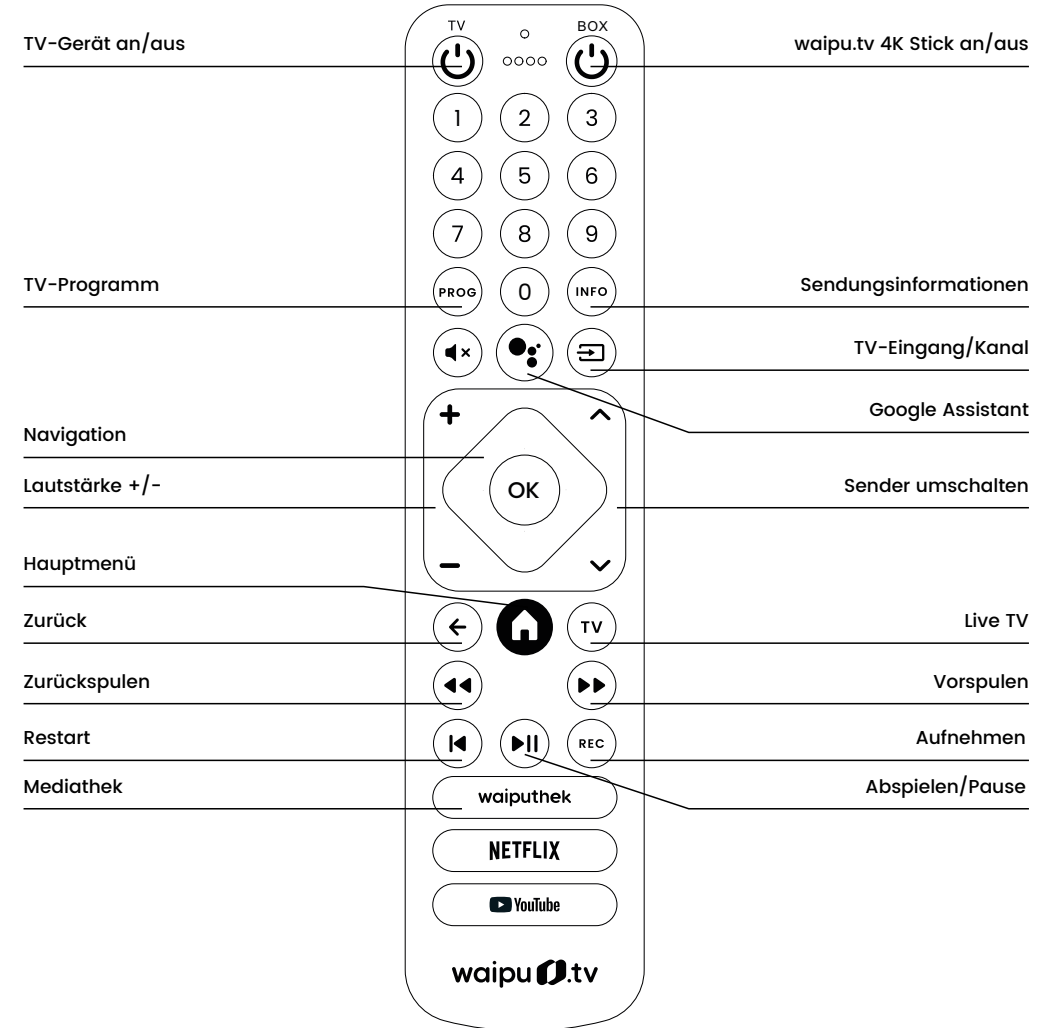 TV
BOX
TV-Gerät an/aus
waipu.tv 4K Stick an/aus
1 2 3
4 5 6
7 8 9
TV-Programm
PROG 0 INFO
Sendungsinformationen
TV-Eingang/Kanal
Google Assistant
Navigation
Lautstärke +/-
+
OK
−
Sender umschalten
Hauptmenü
Zurück
TV
Live TV
Zurückspulen
Vorspulen
Restart
REC
Aufnehmen
Mediathek
waiputhek
Abspielen/Pause
NETFLIX
YouTube
waipu.tv